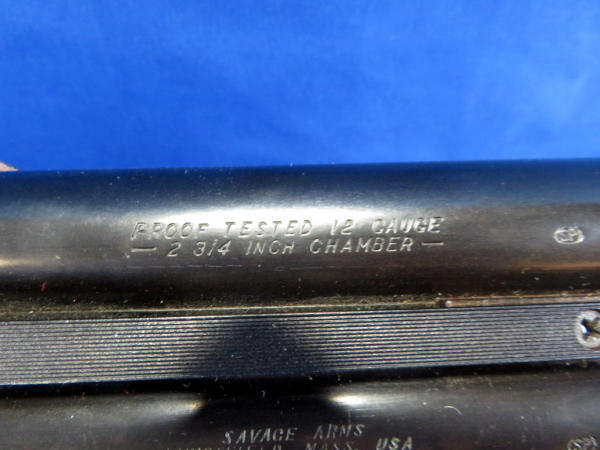 PROOF TESTED 12 GAUGE
— 2 3/4 INCH CHAMBER —
SAVAGE ARMS
MASS. USA